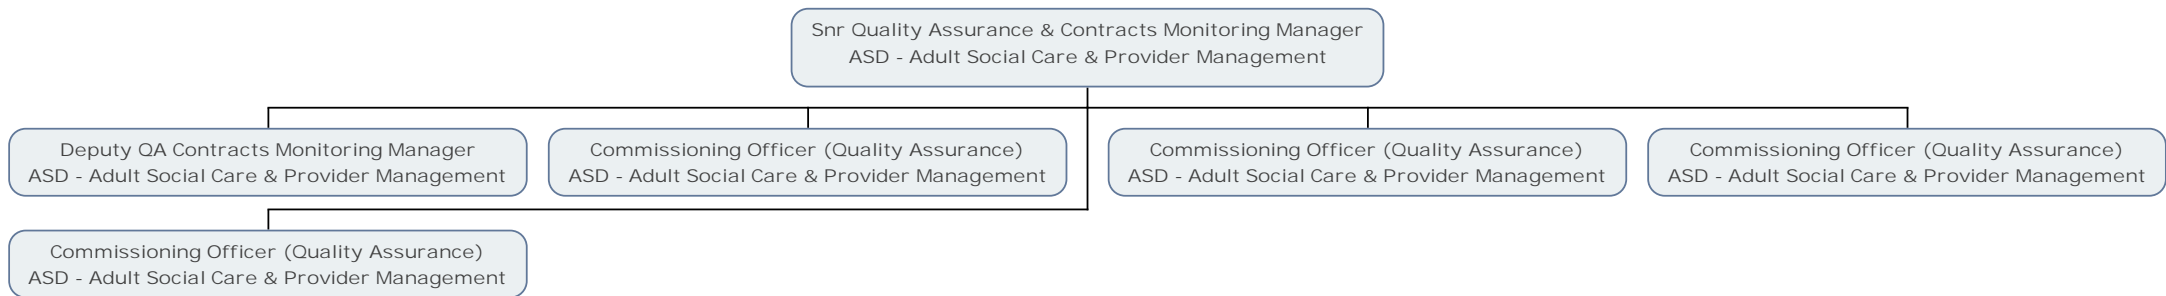 Snr Quality Assurance & Contracts Monitoring Manager
ASD - Adult Social Care & Provider Management
Deputy QA Contracts Monitoring Manager
ASD - Adult Social Care & Provider Management
Commissioning Officer (Quality Assurance)
ASD - Adult Social Care & Provider Management
Commissioning Officer (Quality Assurance)
ASD - Adult Social Care & Provider Management
Commissioning Officer (Quality Assurance)
ASD - Adult Social Care & Provider Management
Commissioning Officer (Quality Assurance)
ASD - Adult Social Care & Provider Management